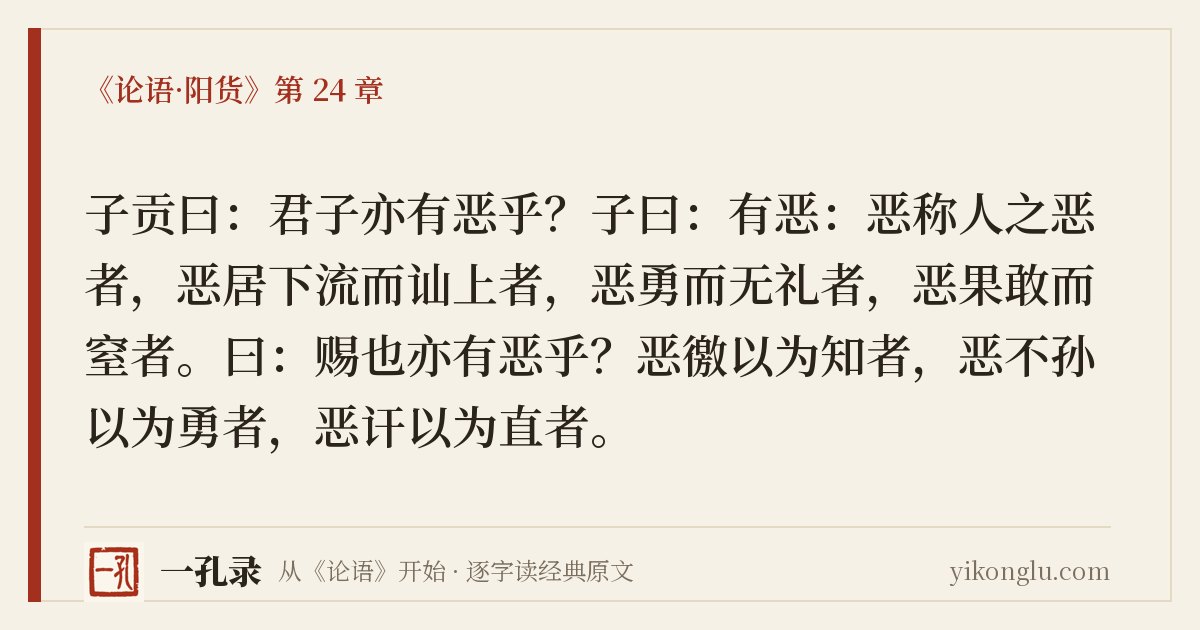 《论语·阳货》第 24 章
子贡曰：君子亦有恶乎？子曰：有恶：恶称人之恶
者，恶居下流而讪上者，恶勇而无礼者，恶果敢而
窒者。曰：赐也亦有恶乎？恶徼以为知者，恶不孙
以为勇者，恶讦以为直者。
一孔
一孔录 从《论语》开始 · 逐字读经典原文 yikonglu.com